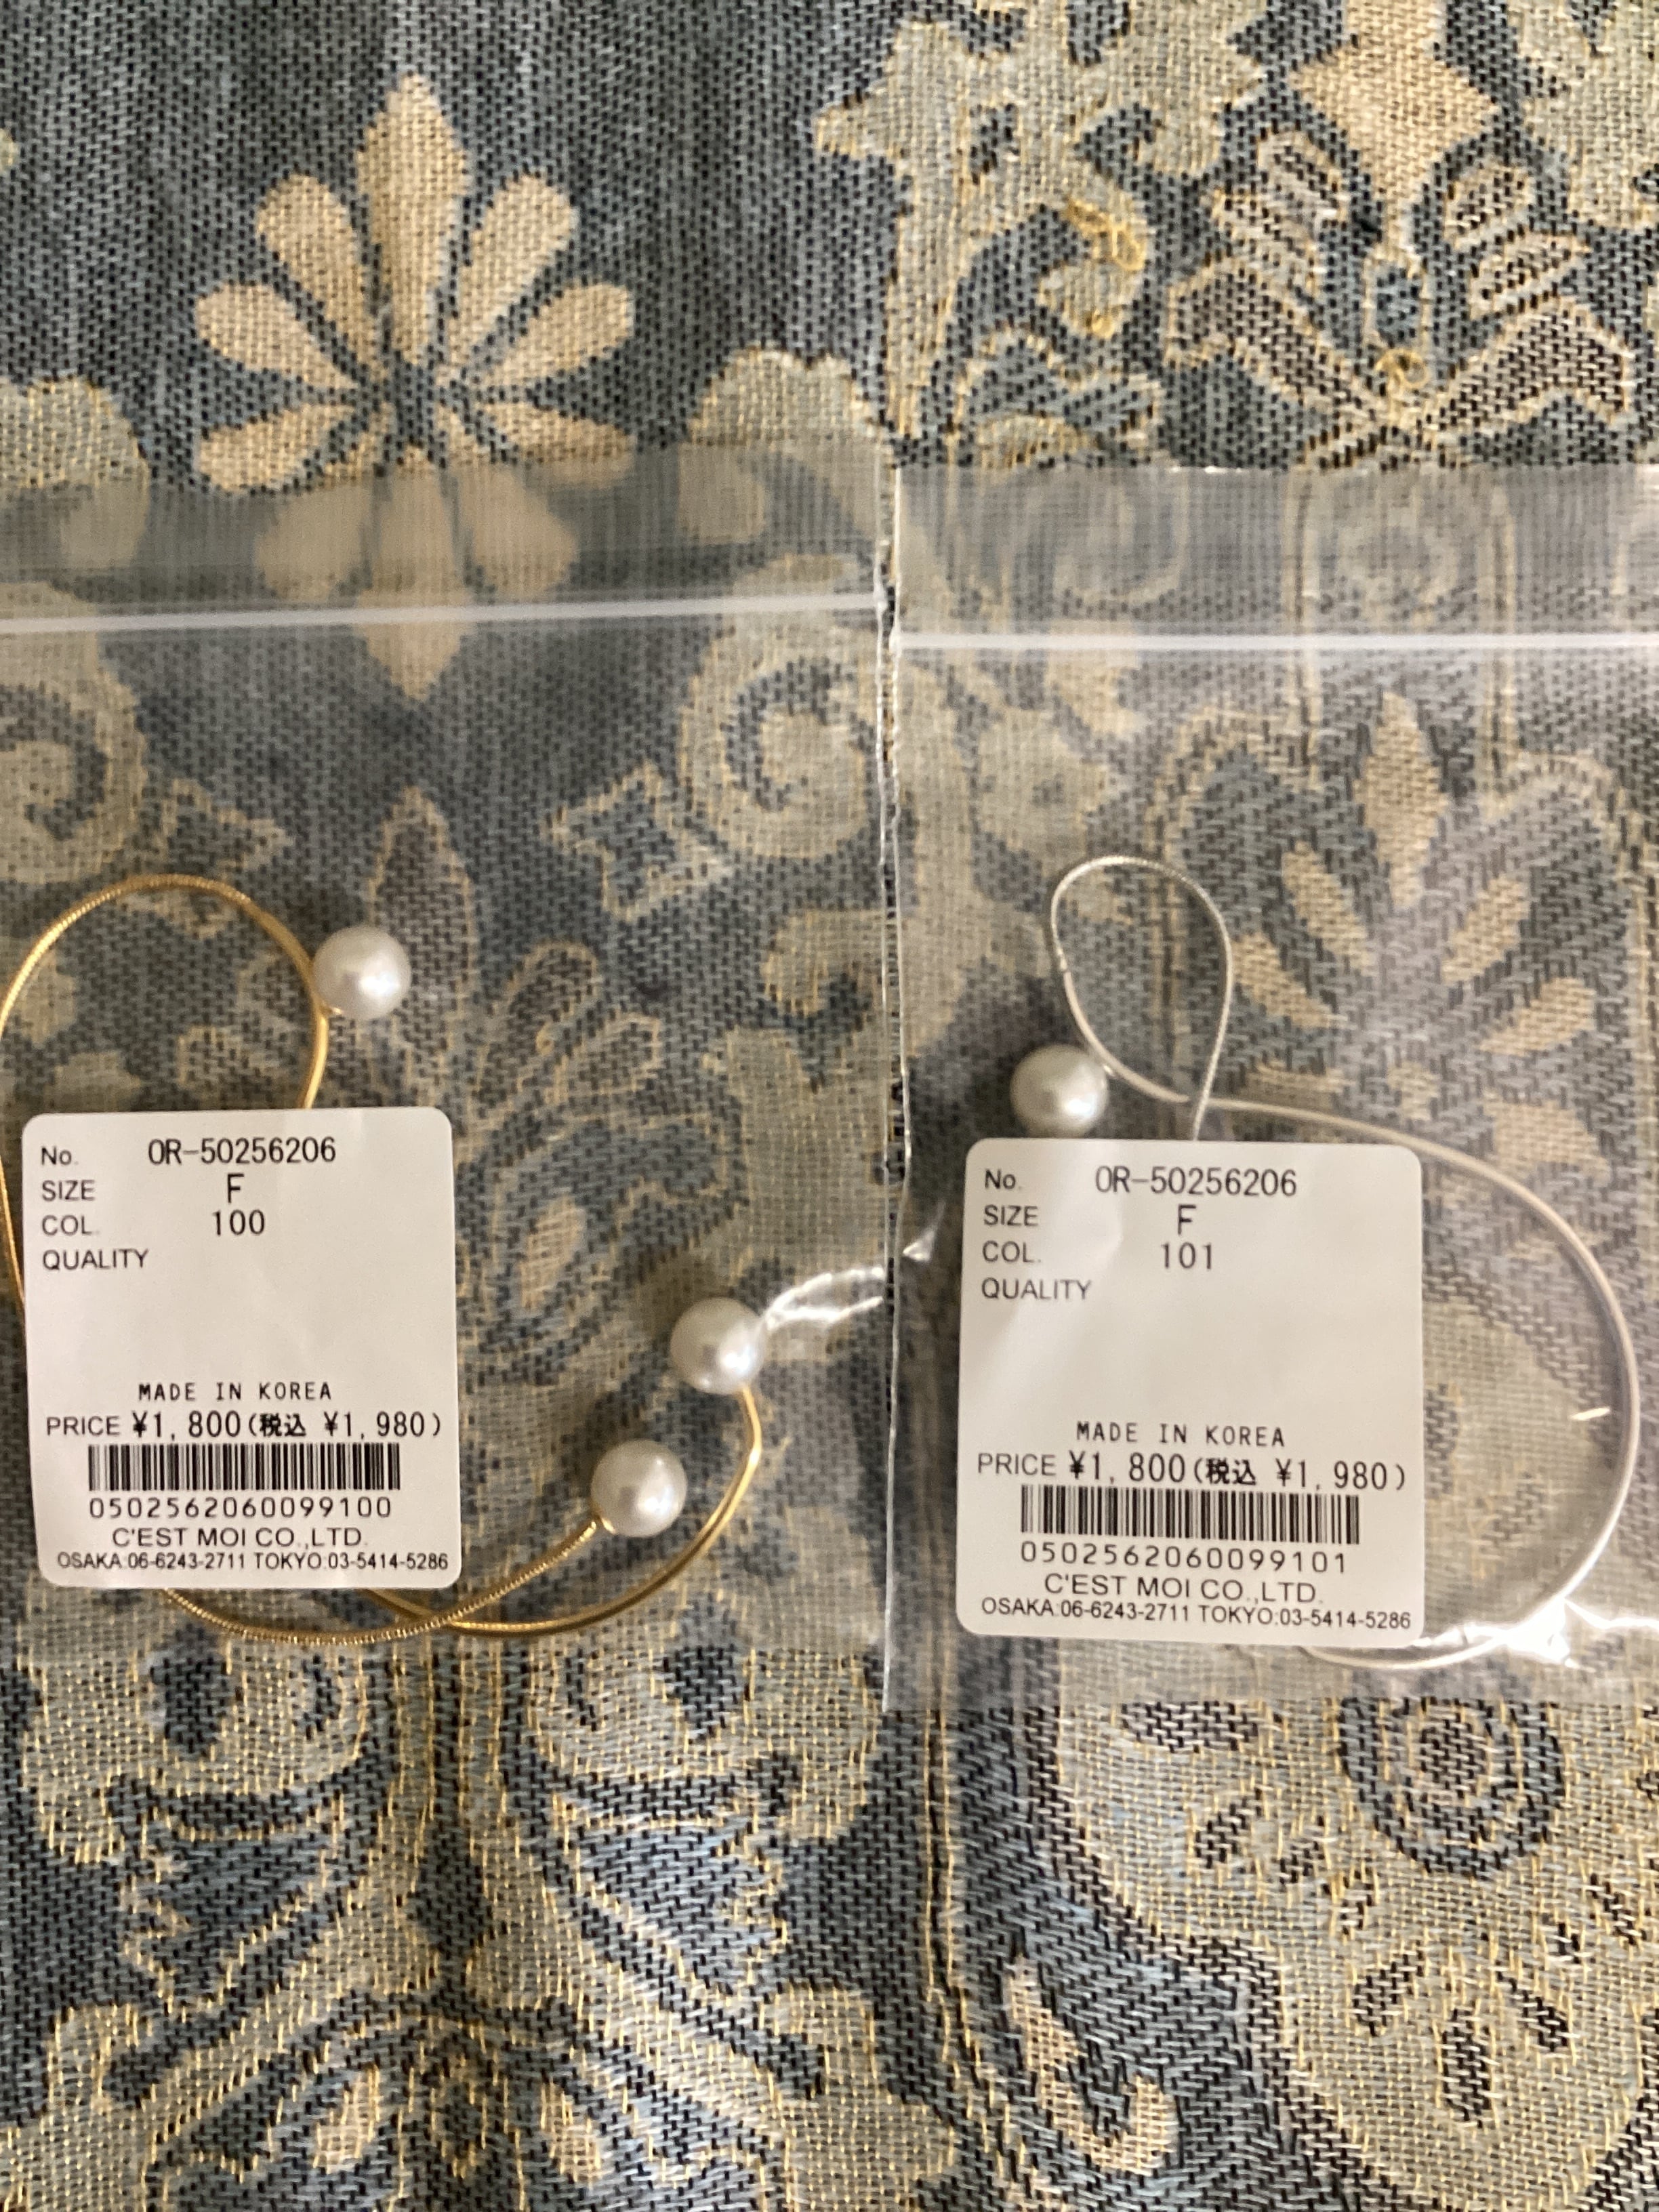 No. OR-50256206
SIZE F
COL. 100
QUALITY
MADE IN KOREA
PRICE ¥1,800(税込 ¥1,980)
0502562060099100
C'EST MOI CO.,LTD.
OSAKA:06-6243-2711 TOKYO:03-5414-5286
No. OR-50256206
SIZE F
COL. 101
QUALITY
MADE IN KOREA
PRICE ¥1,800(税込 ¥1,980)
0502562060099101
C'EST MOI CO.,LTD.
OSAKA:06-6243-2711 TOKYO:03-5414-5286